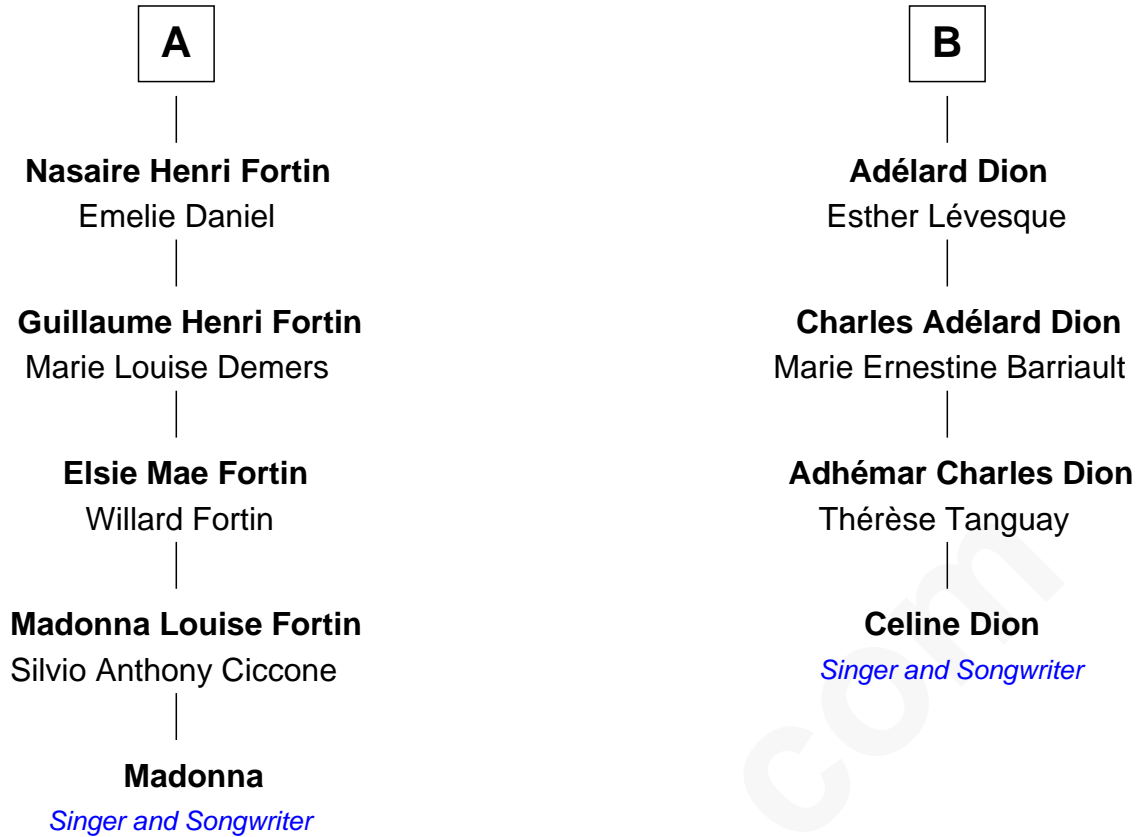 A
Nasaire Henri Fortin
Emelie Daniel
Guillaume Henri Fortin
Marie Louise Demers
Elsie Mae Fortin
Willard Fortin
Madonna Louise Fortin
Silvio Anthony Ciccone
Madonna
Singer and Songwriter
B
Adélard Dion
Esther Lévesque
Charles Adélard Dion
Marie Ernestine Barriault
Adhémar Charles Dion
Thérèse Tanguay
Celine Dion
Singer and Songwriter
com